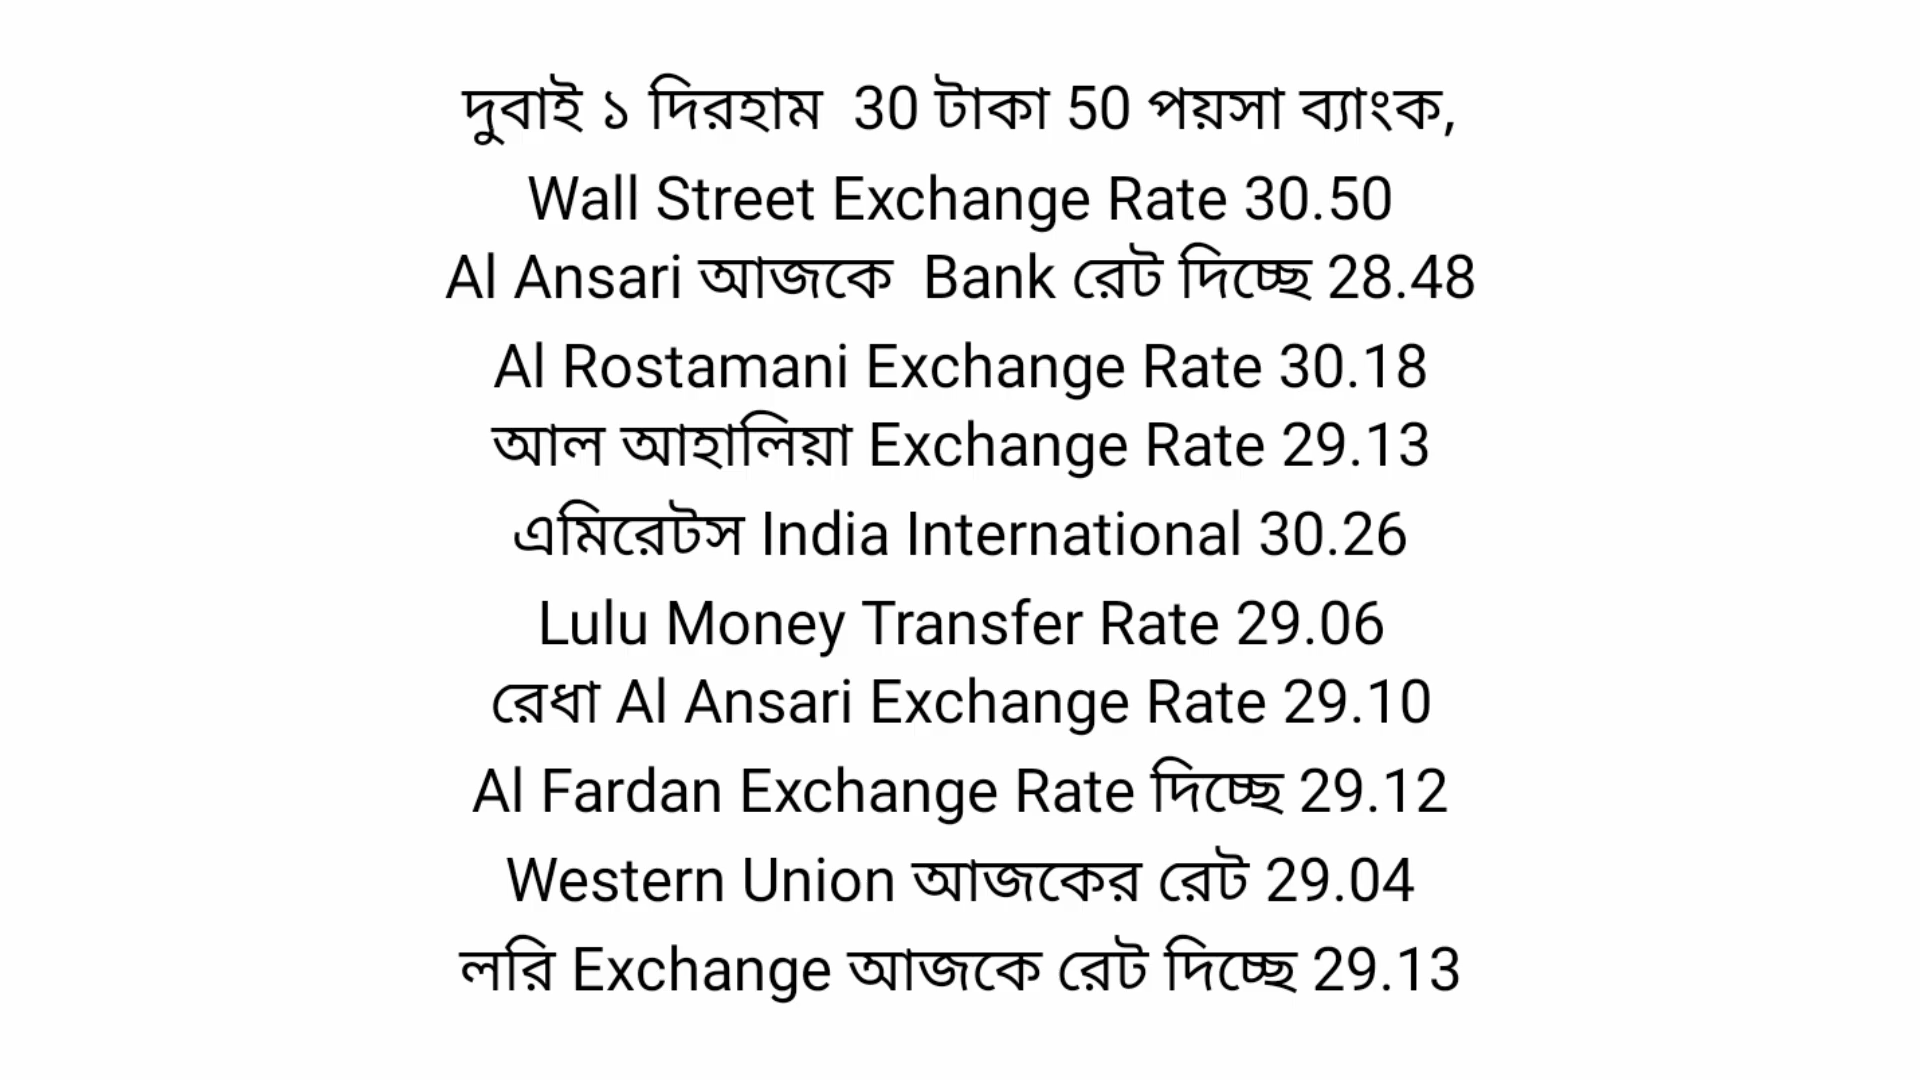 দুবাই ১ দিরহাম  30 টাকা 50 পয়সা ব্যাংক,
Wall Street Exchange Rate 30.50
Al Ansari আজকে  Bank রেট দিচ্ছে 28.48
Al Rostamani Exchange Rate 30.18
আল আহালিয়া Exchange Rate 29.13
এমিরেটস India International 30.26
Lulu Money Transfer Rate 29.06
রেধা Al Ansari Exchange Rate 29.10
Al Fardan Exchange Rate দিচ্ছে 29.12
Western Union আজকের রেট 29.04
লরি Exchange আজকে রেট দিচ্ছে 29.13